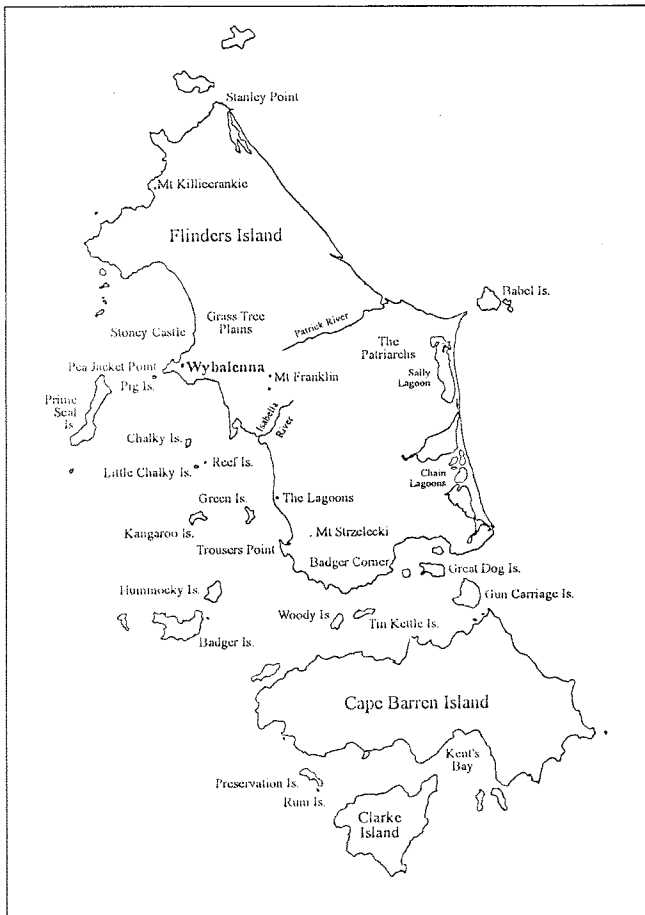 Stanley Point
Mt Killiecrankie
Flinders Island
Babel Is.
Grass Tree
Plains
Patrick River
Stoney Castle
The
Patriarchs
Sally
Lagoon
Pea Jacket Point
Wybalenna
Pig Is.
Mt Franklin
Prime
Seal
Is
Isabella
River
Chalky Is.
Reef Is.
Little Chalky Is.
Chain
Lagoons
Green Is.
The Lagoons
Kangaroo Is.
Mt Strzelecki
Trousers Point
Badger Corner
Great Dog Is.
Hummocky Is.
Gun Carriage Is.
Woody Is
Tin Kettle Is.
Badger Is.
Cape Barren Island
Kent's
Bay
Preservation Is.
Rum Is.
Clarke
Island